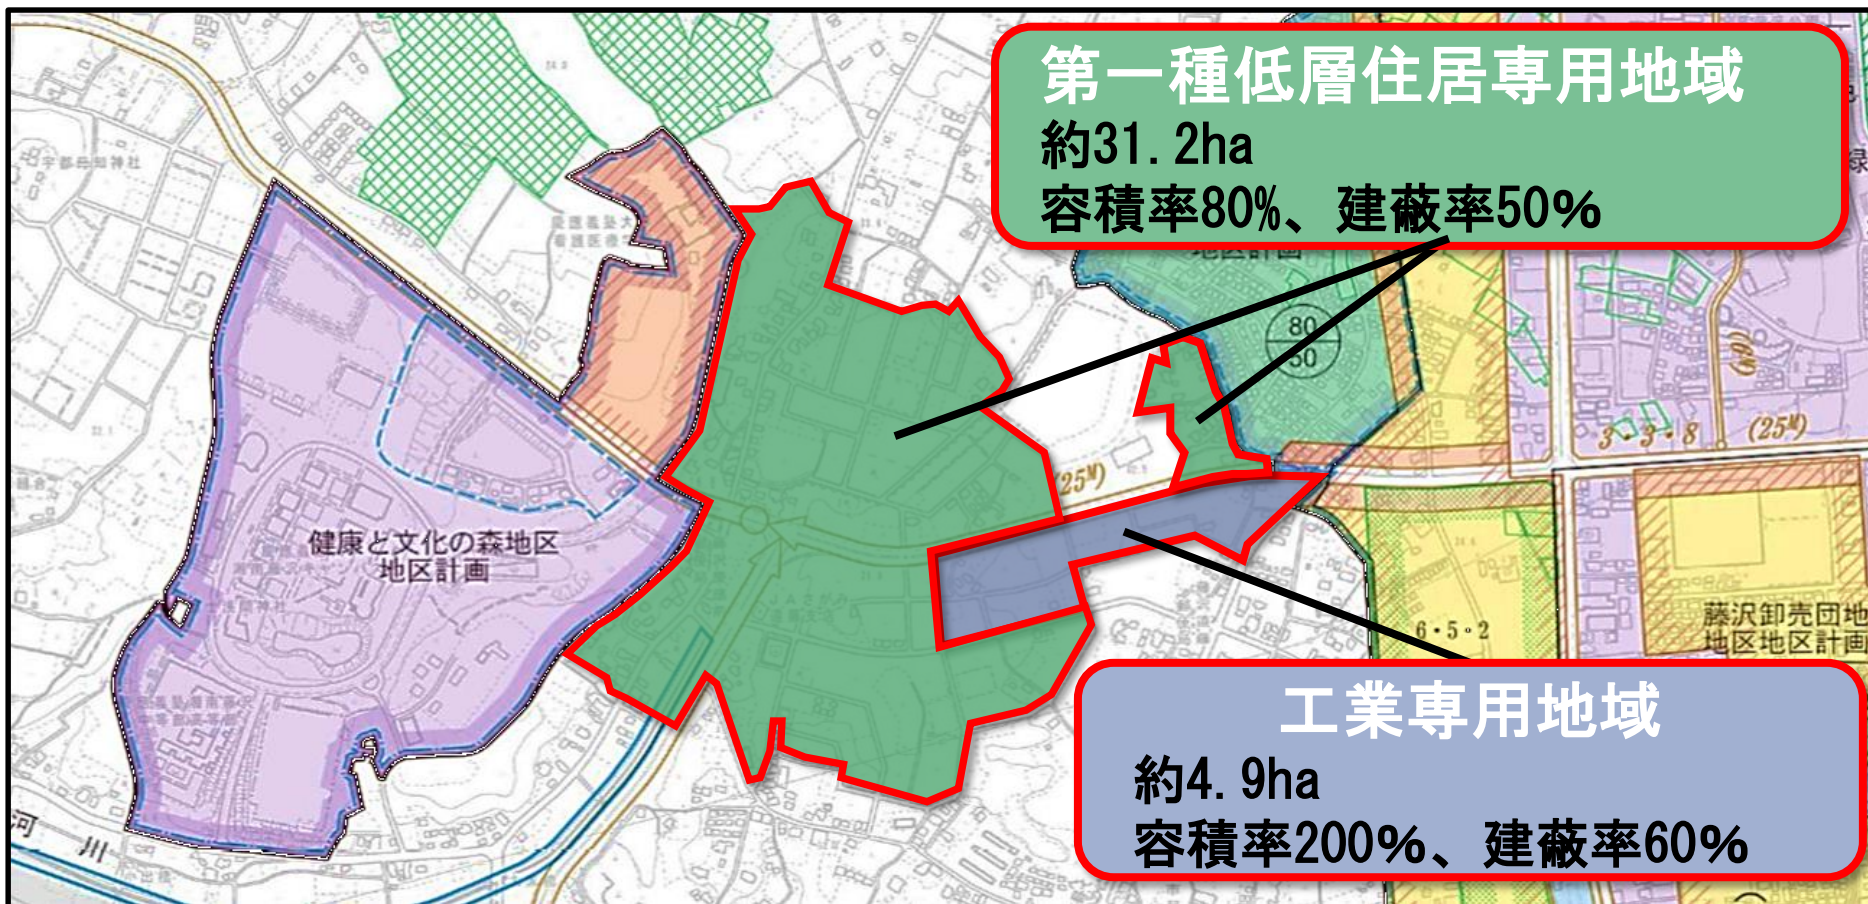 第一種低層住居専用地域
約31.2ha
容積率80%、建蔽率50%
地区計画
80
50
(25M)
3・3・8
(25M)
健康と文化の森地区
地区計画
6・5・2
藤沢卸売団地
地区地区計画
工業専用地域
約4.9ha
容積率200%、建蔽率60%
河川